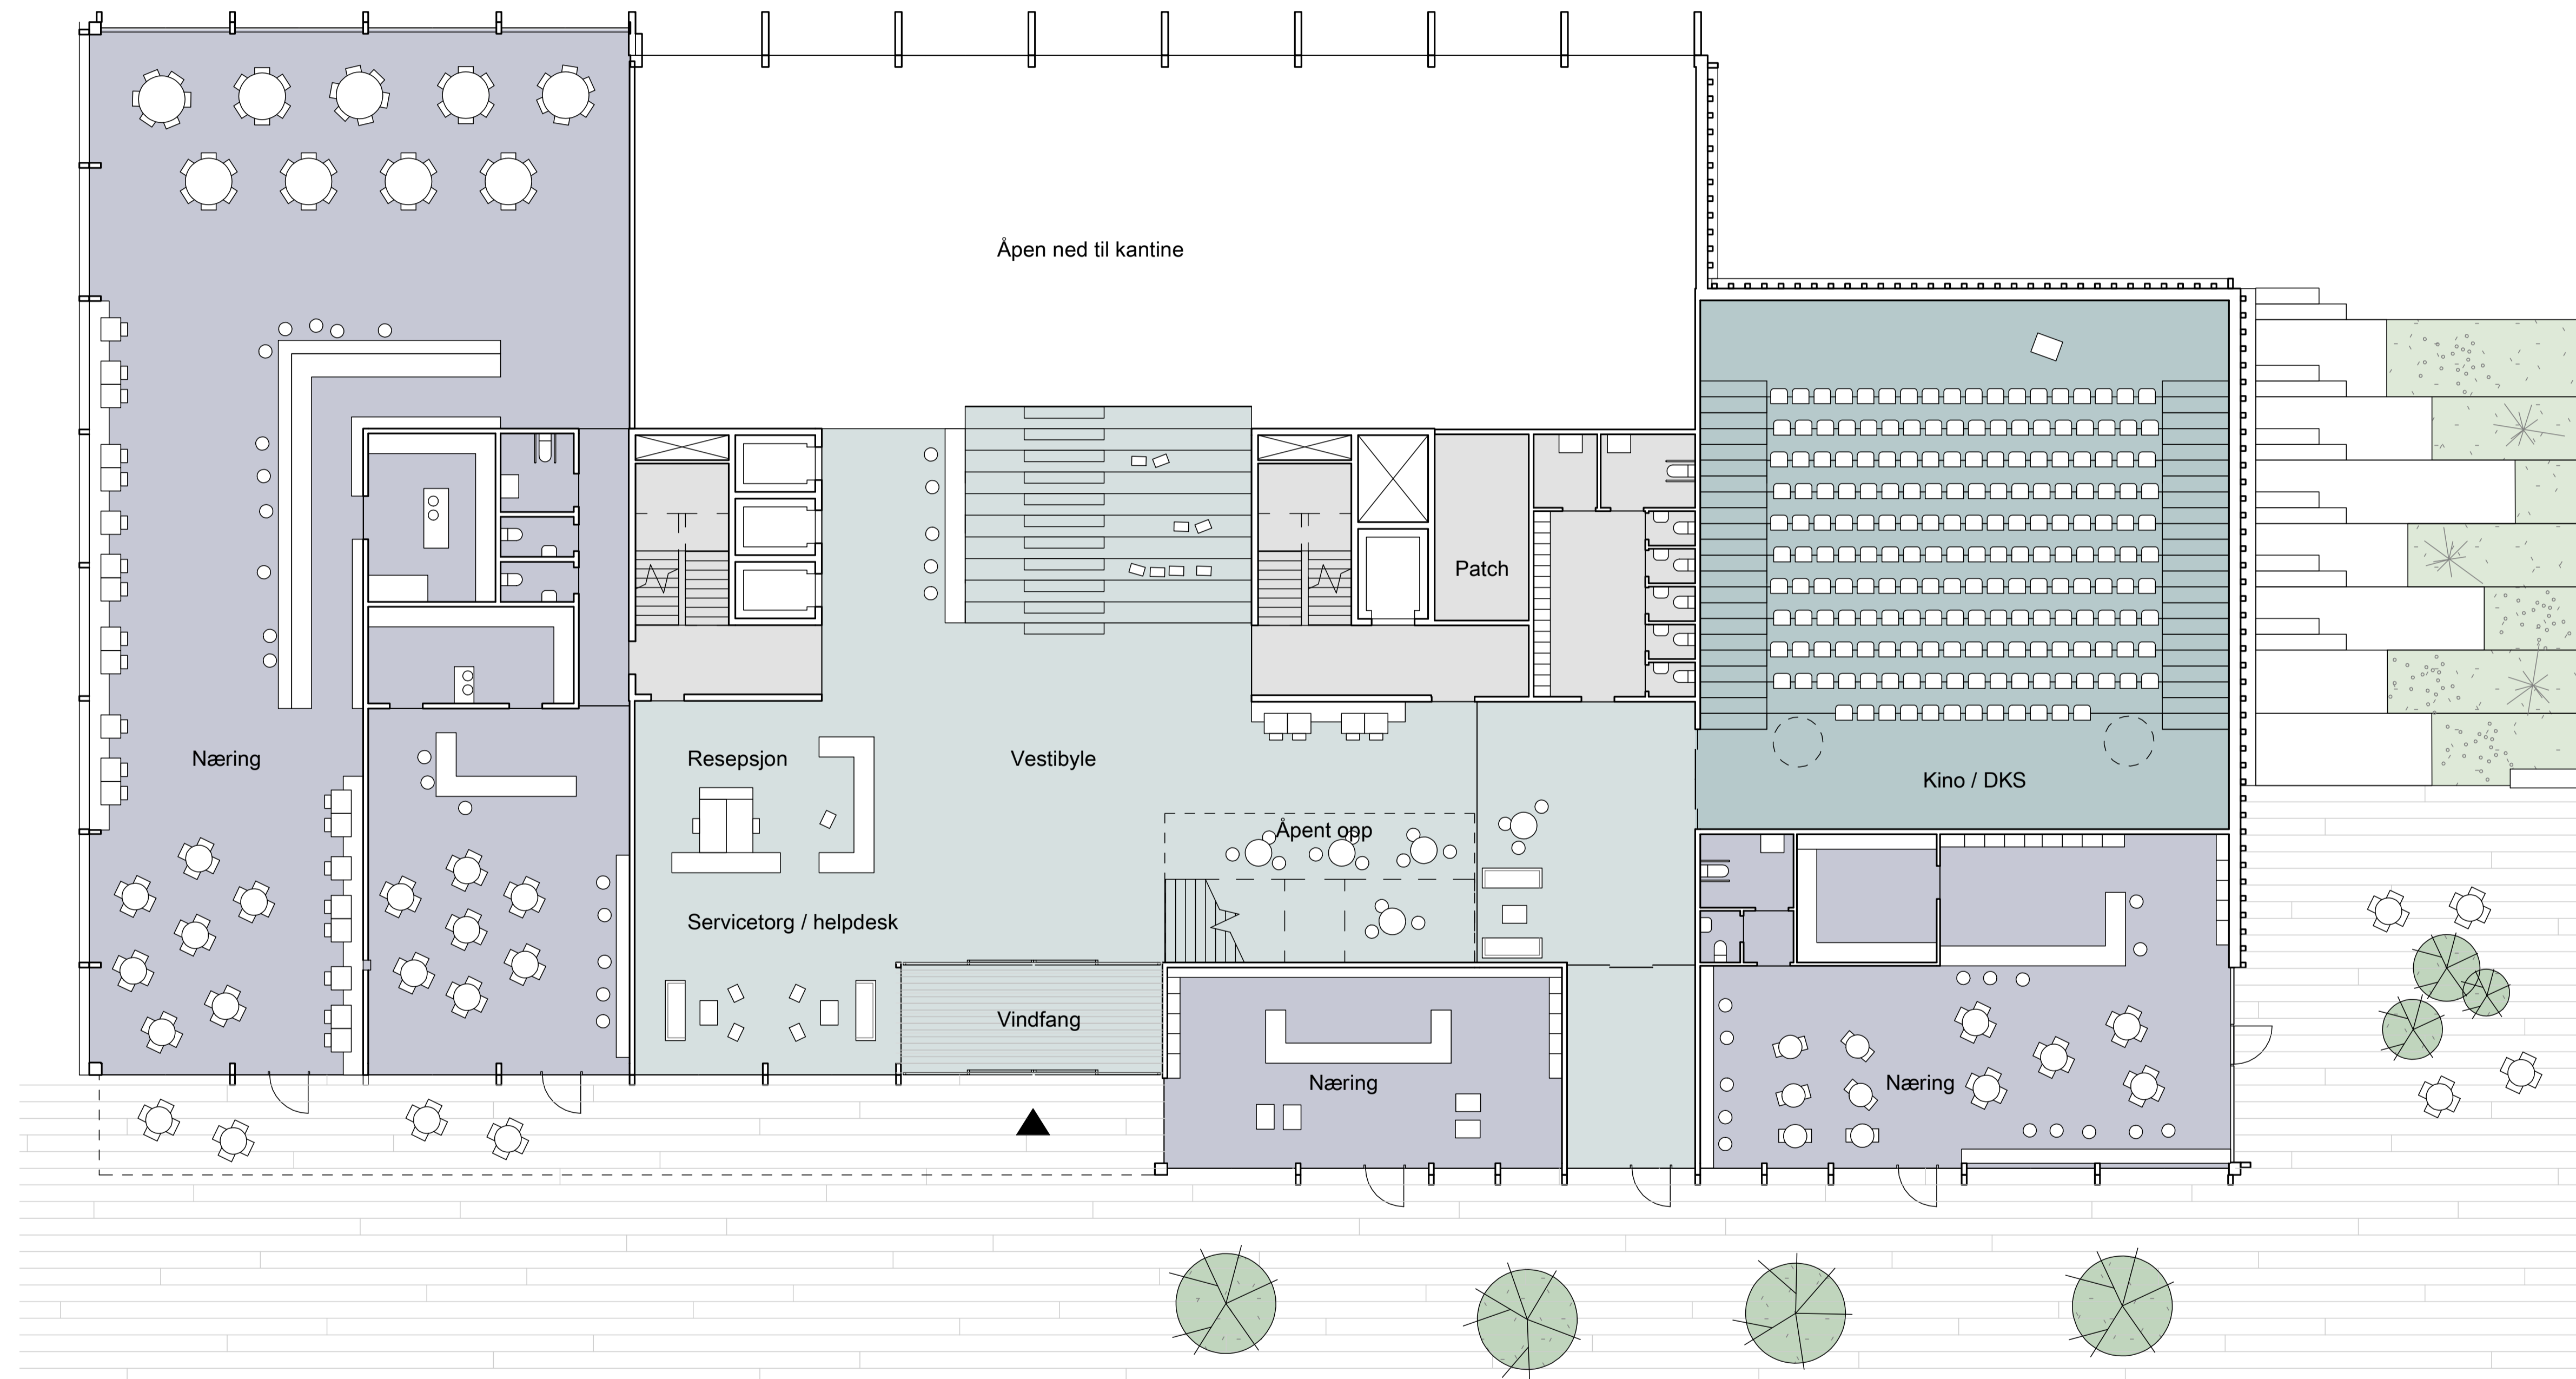 Åpen ned til kantine
Patch
Næring
Resepsjon
Vestibyle
Kino / DKS
Åpent opp
Servicetorg / helpdesk
Vindfang
Næring
Næring